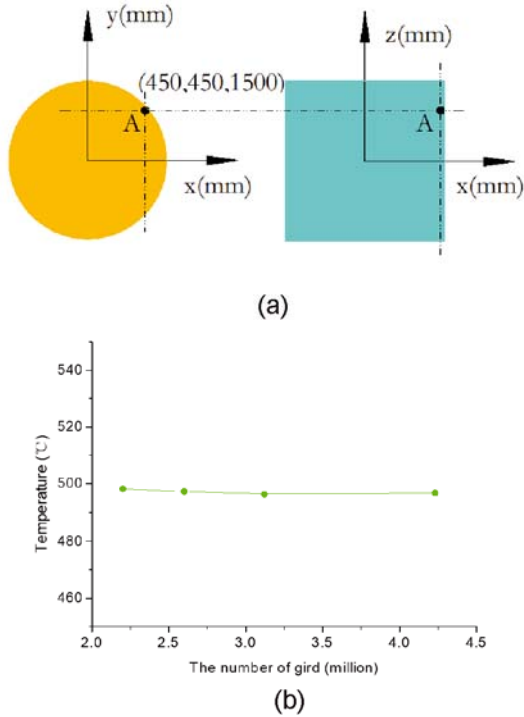 y(mm)
z(mm)
(450,450,1500)
A
A
x(mm)
x(mm)
(a)
540
520
500
480
460
Temperature (℃)
2.0 2.5 3.0 3.5 4.0 4.5
The number of gird (million)
(b)